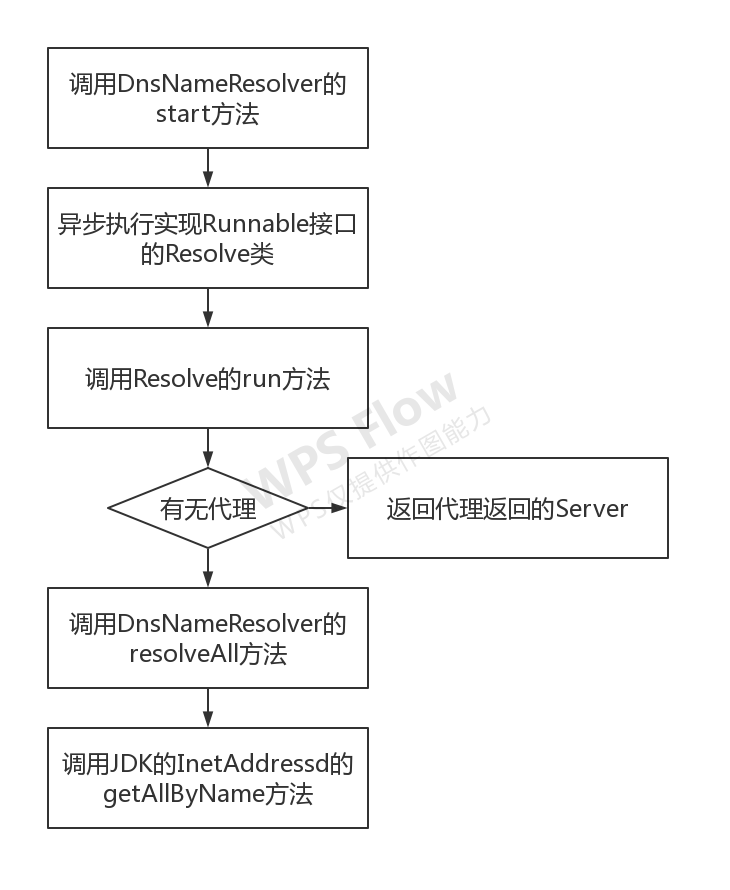 调用DnsNameResolver的
start方法
异步执行实现Runnable接口
的Resolve类
调用Resolve的run方法
有无代理
返回代理返回的Server
调用DnsNameResolver的
resolveAll方法
调用JDK的InetAddressd的
getAllByName方法
WPS Flow
WPS仅提供作图能力